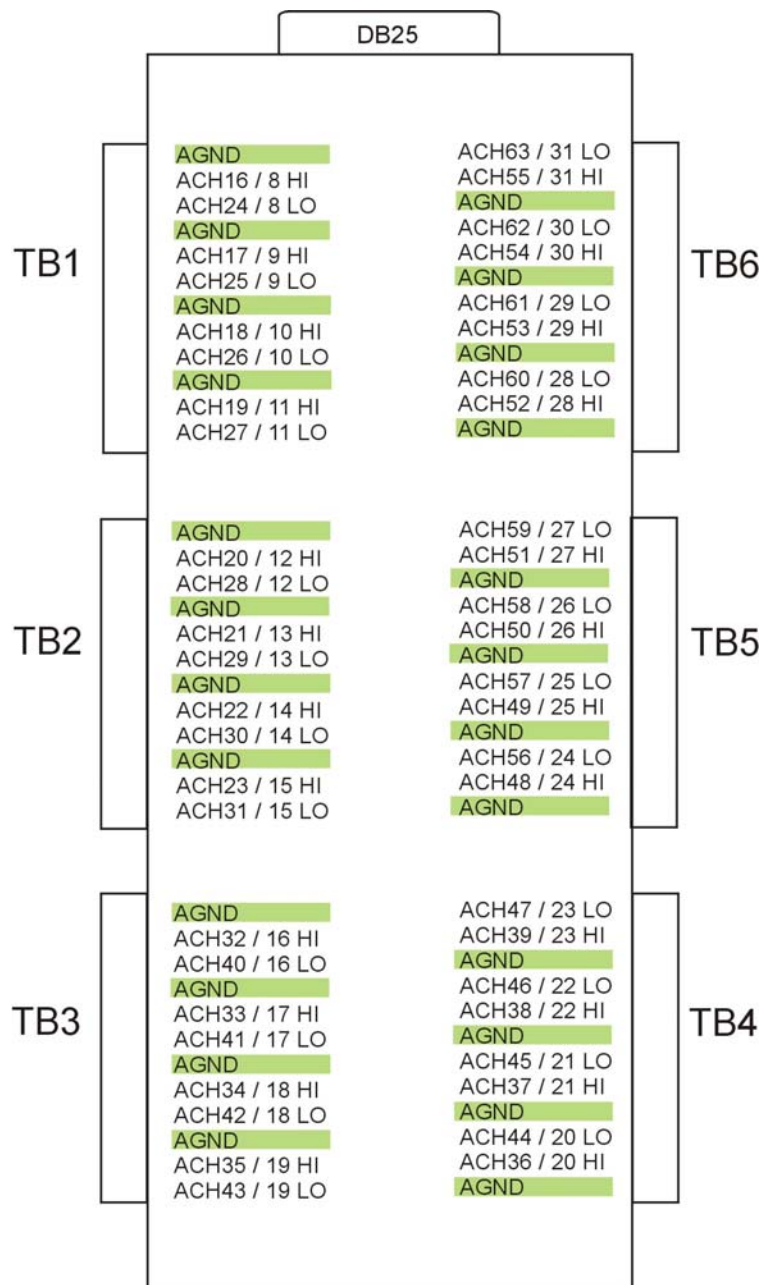 DB25
TB1
AGND
ACH16 / 8 HI
ACH24 / 8 LO
AGND
ACH17 / 9 HI
ACH25 / 9 LO
AGND
ACH18 / 10 HI
ACH26 / 10 LO
AGND
ACH19 / 11 HI
ACH27 / 11 LO
ACH63 / 31 LO
ACH55 / 31 HI
AGND
ACH62 / 30 LO
ACH54 / 30 HI
AGND
ACH61 / 29 LO
ACH53 / 29 HI
AGND
ACH60 / 28 LO
ACH52 / 28 HI
AGND
TB6
TB2
AGND
ACH20 / 12 HI
ACH28 / 12 LO
AGND
ACH21 / 13 HI
ACH29 / 13 LO
AGND
ACH22 / 14 HI
ACH30 / 14 LO
AGND
ACH23 / 15 HI
ACH31 / 15 LO
ACH59 / 27 LO
ACH51 / 27 HI
AGND
ACH58 / 26 LO
ACH50 / 26 HI
AGND
ACH57 / 25 LO
ACH49 / 25 HI
AGND
ACH56 / 24 LO
ACH48 / 24 HI
AGND
TB5
TB3
AGND
ACH32 / 16 HI
ACH40 / 16 LO
AGND
ACH33 / 17 HI
ACH41 / 17 LO
AGND
ACH34 / 18 HI
ACH42 / 18 LO
AGND
ACH35 / 19 HI
ACH43 / 19 LO
ACH47 / 23 LO
ACH39 / 23 HI
AGND
ACH46 / 22 LO
ACH38 / 22 HI
AGND
ACH45 / 21 LO
ACH37 / 21 HI
AGND
ACH44 / 20 LO
ACH36 / 20 HI
AGND
TB4